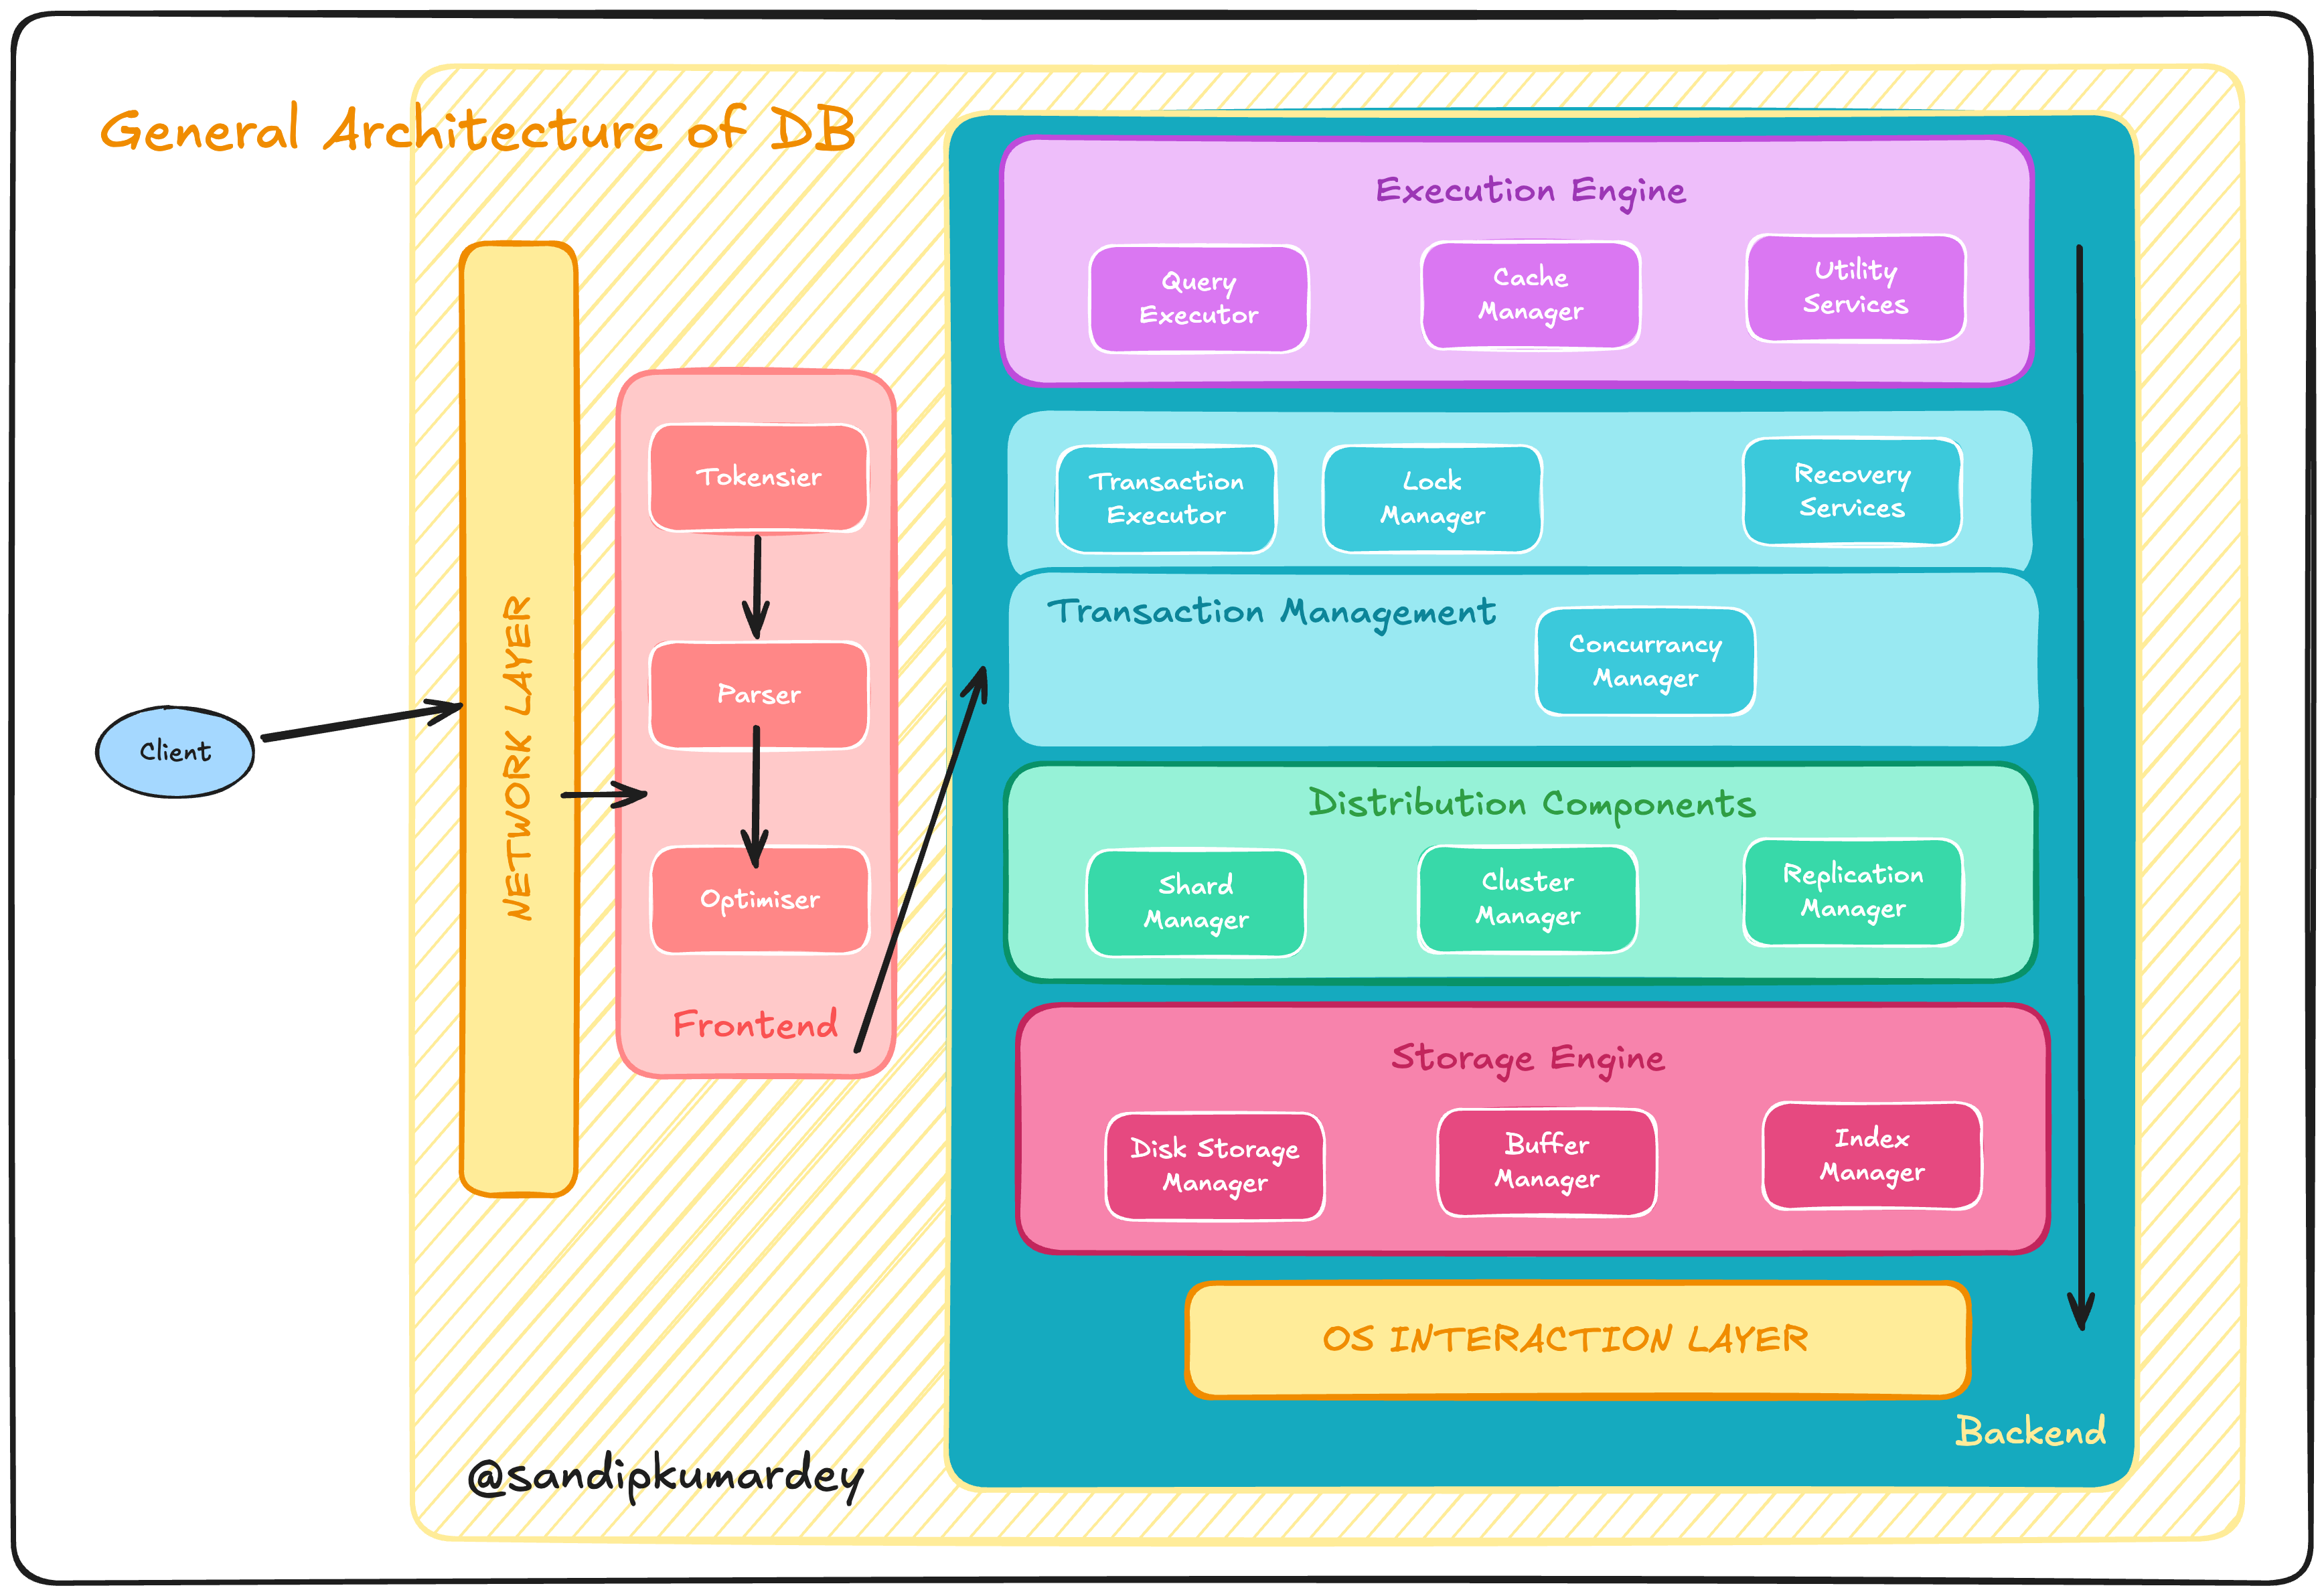 General Architecture of DB
Client
NETWORK LAYER
Tokensier
Parser
Optimiser
Frontend
Execution Engine
Query
Executor
Cache
Manager
Utility
Services
Transaction
Executor
Lock
Manager
Recovery
Services
Transaction Management
Concurrancy
Manager
Distribution Components
Shard
Manager
Cluster
Manager
Replication
Manager
Storage Engine
Disk Storage
Manager
Buffer
Manager
Index
Manager
OS INTERACTION LAYER
Backend
@sandipkumardey